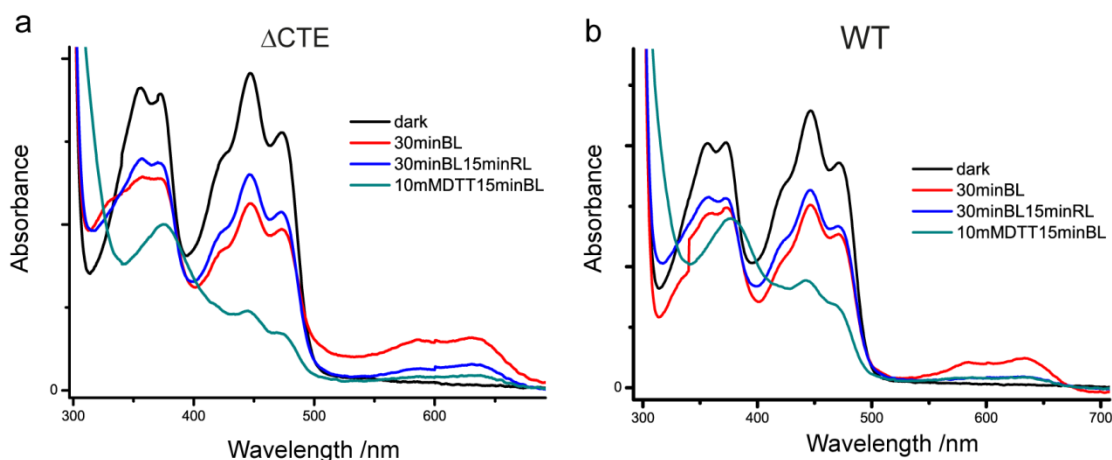 a
ΔCTE
Absorbance
0
dark
30minBL
30minBL15minRL
10mMDTT15minBL
300
400
500
600
Wavelength /nm
b
WT
Absorbance
0
dark
30minBL
30minBL15minRL
10mMDTT15minBL
300
400
500
600
700
Wavelength /nm